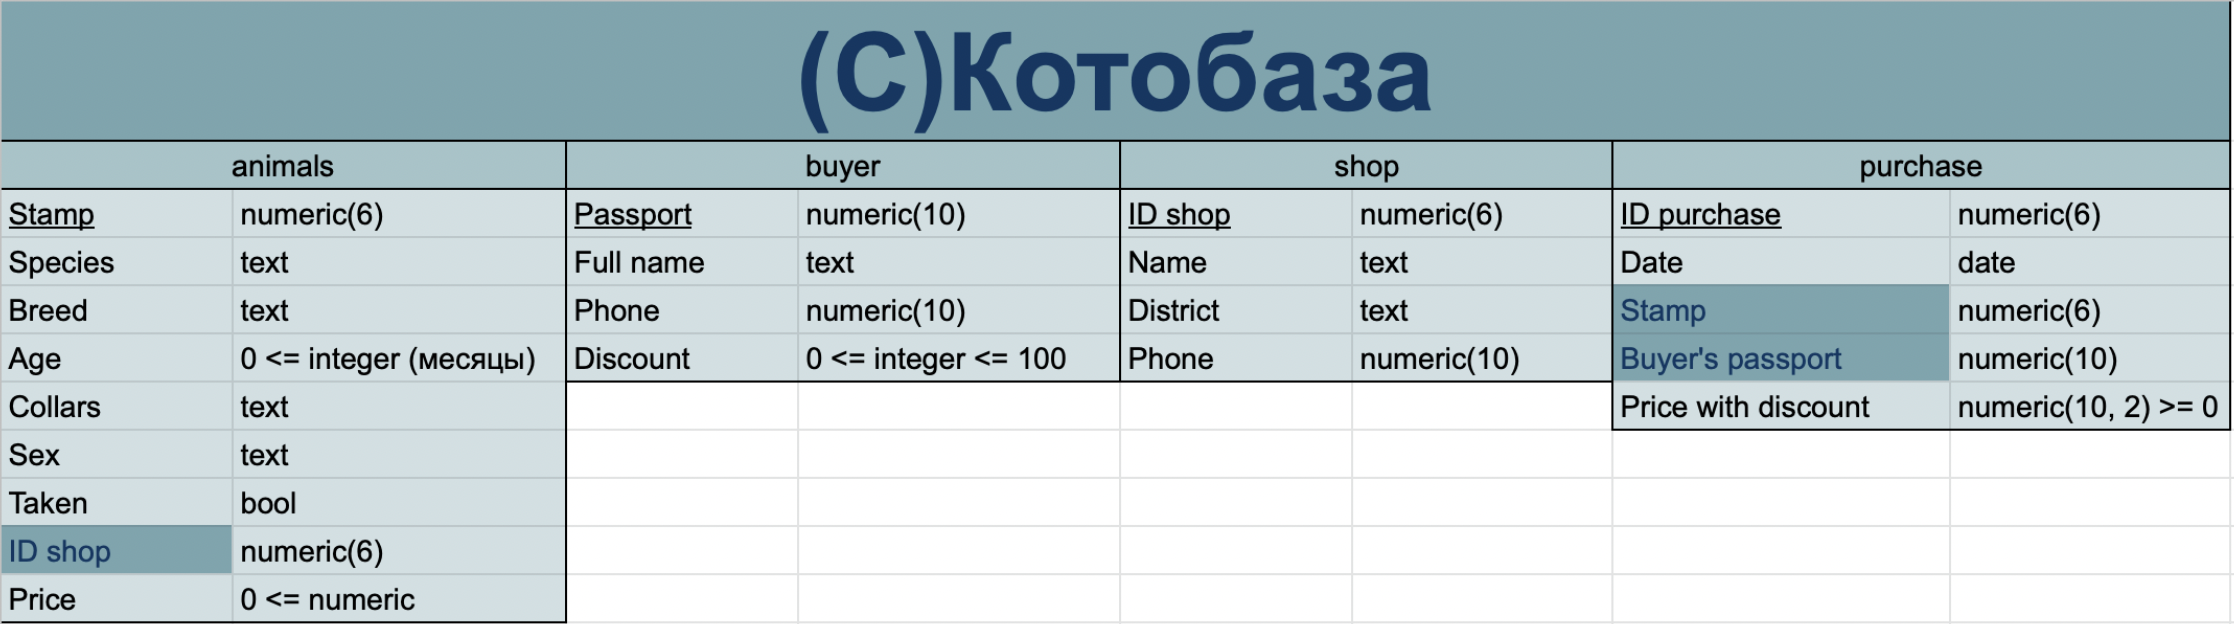 (С)Котобаза
animals buyer shop purchase
Stamp numeric(6) Passport numeric(10) ID shop numeric(6) ID purchase numeric(6)
Species text Full name text Name text Date date
Breed text Phone numeric(10) District text Stamp numeric(6)
Age 0 <= integer (месяцы) Discount 0 <= integer <= 100 Phone numeric(10) Buyer's passport numeric(10)
Collars text Price with discount numeric(10, 2) >= 0
Sex text
Taken bool
ID shop numeric(6)
Price 0 <= numeric